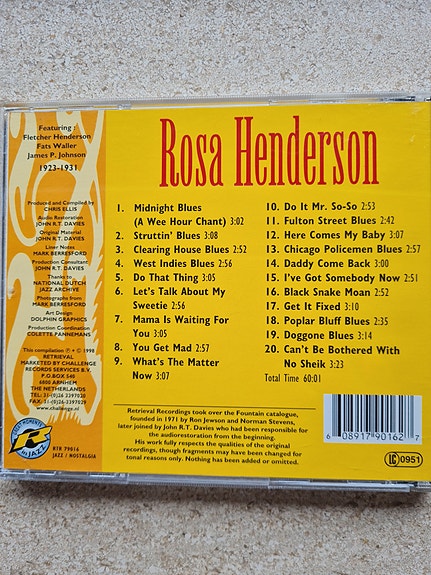 Featuring :
Fletcher Henderson
Fats Waller
James P. Johnson
1923-1931
Produced and Compiled by
CHRIS ELLIS
Audio Restoration
JOHN R.T. DAVIES
Original Material
JOHN R.T. DAVIES
Liner Notes
MARK BERRESFORD
Production Consultant
JOHN R.T. DAVIES
Thanks to
NATIONAL DUTCH
JAZZ ARCHIVE
Photographs from
MARK BERRESFORD
Art Design
DOLPHIN GRAPHICS
Production Coordination
COLETTE PANNEMANS
This compilation ℗ + © 1998
RETRIEVAL
MARKETED BY CHALLENGE
RECORDS SERVICES B.V.
P.O.BOX 540
6800 ARNHEM
THE NETHERLANDS
TEL: 31-(0)26 2397020
FAX: 31-(0)26-2397025
www.challenge.nl
IN JAZZ
RTR 79016
JAZZ / NOSTALGIA
Rosa Henderson
1. Midnight Blues
(A Wee Hour Chant) 3:02
2. Struttin' Blues 3:08
3. Clearing House Blues 2:52
4. West Indies Blues 2:56
5. Do That Thing 3:05
6. Let's Talk About My
Sweetie 2:56
7. Mama Is Waiting For
You 3:05
8. You Get Mad 2:57
9. What's The Matter
Now 3:07
10. Do It Mr. So-So 2:53
11. Fulton Street Blues 2:42
12. Here Comes My Baby 3:07
13. Chicago Policemen Blues 2:57
14. Daddy Come Back 3:00
15. I've Got Somebody Now 2:51
16. Black Snake Moan 2:52
17. Get It Fixed 3:10
18. Poplar Bluff Blues 2:35
19. Doggone Blues 3:14
20. Can't Be Bothered With
No Sheik 3:23
Total Time 60:01
Retrieval Recordings took over the Fountain catalogue,
founded in 1971 by Ron Jewson and Norman Stevens,
later joined by John R.T. Davies who had been responsible for
the audiorestoration from the beginning.
His work fully respects the qualities of the original
recordings, though fragments may have been changed for
tonal reasons only. Nothing has been added or omitted.
6 08917 90162 7
LC 0951